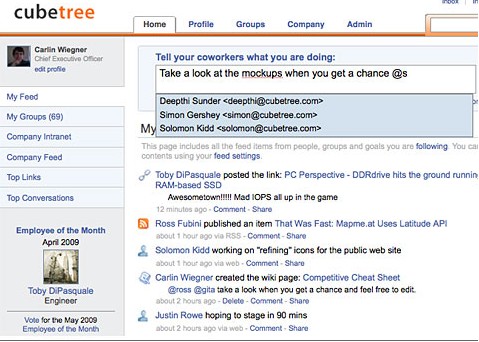 cubetree
Inbox
Home Profile Groups Company Admin
Carlin Wiegner
Chief Executive Officer
edit profile
Tell your coworkers what you are doing:
Take a look at the mockups when you get a chance @s
Deepthi Sunder <deepthi@cubetree.com>
Simon Gershey <simon@cubetree.com>
Solomon Kidd <solomon@cubetree.com>
My Feed
My Groups (69)
Company Intranet
Company Feed
Top Links
Top Conversations
Employee of the Month
April 2009
Toby DiPasquale
Engineer
Vote for the May 2009
Employee of the Month
My
This page includes all the feed items from people, groups and goals you are following. You can
contents using your feed settings.
Toby DiPasquale posted the link: PC Perspective - DDRdrive hits the ground running
RAM-based SSD
Awesometown!!!!! Mad IOPS all up in the game
12 minutes ago - Comment - Share
Ross Fubini published an item That Was Fast: Mapme.at Uses Latitude API
about 1 hour ago via RSS - Comment - Share
Solomon Kidd working on "refining" icons for the public web site
about 1 hour ago via web - Comment - Share
Carlin Wiegner created the wiki page: Competitive Cheat Sheet
@ross @gita take a look when you get a chance and feel free to edit.
about 2 hours ago - Delete - Comment - Share
Justin Rowe hoping to stage in 90 mins
about 2 hours ago via web - Comment - Share